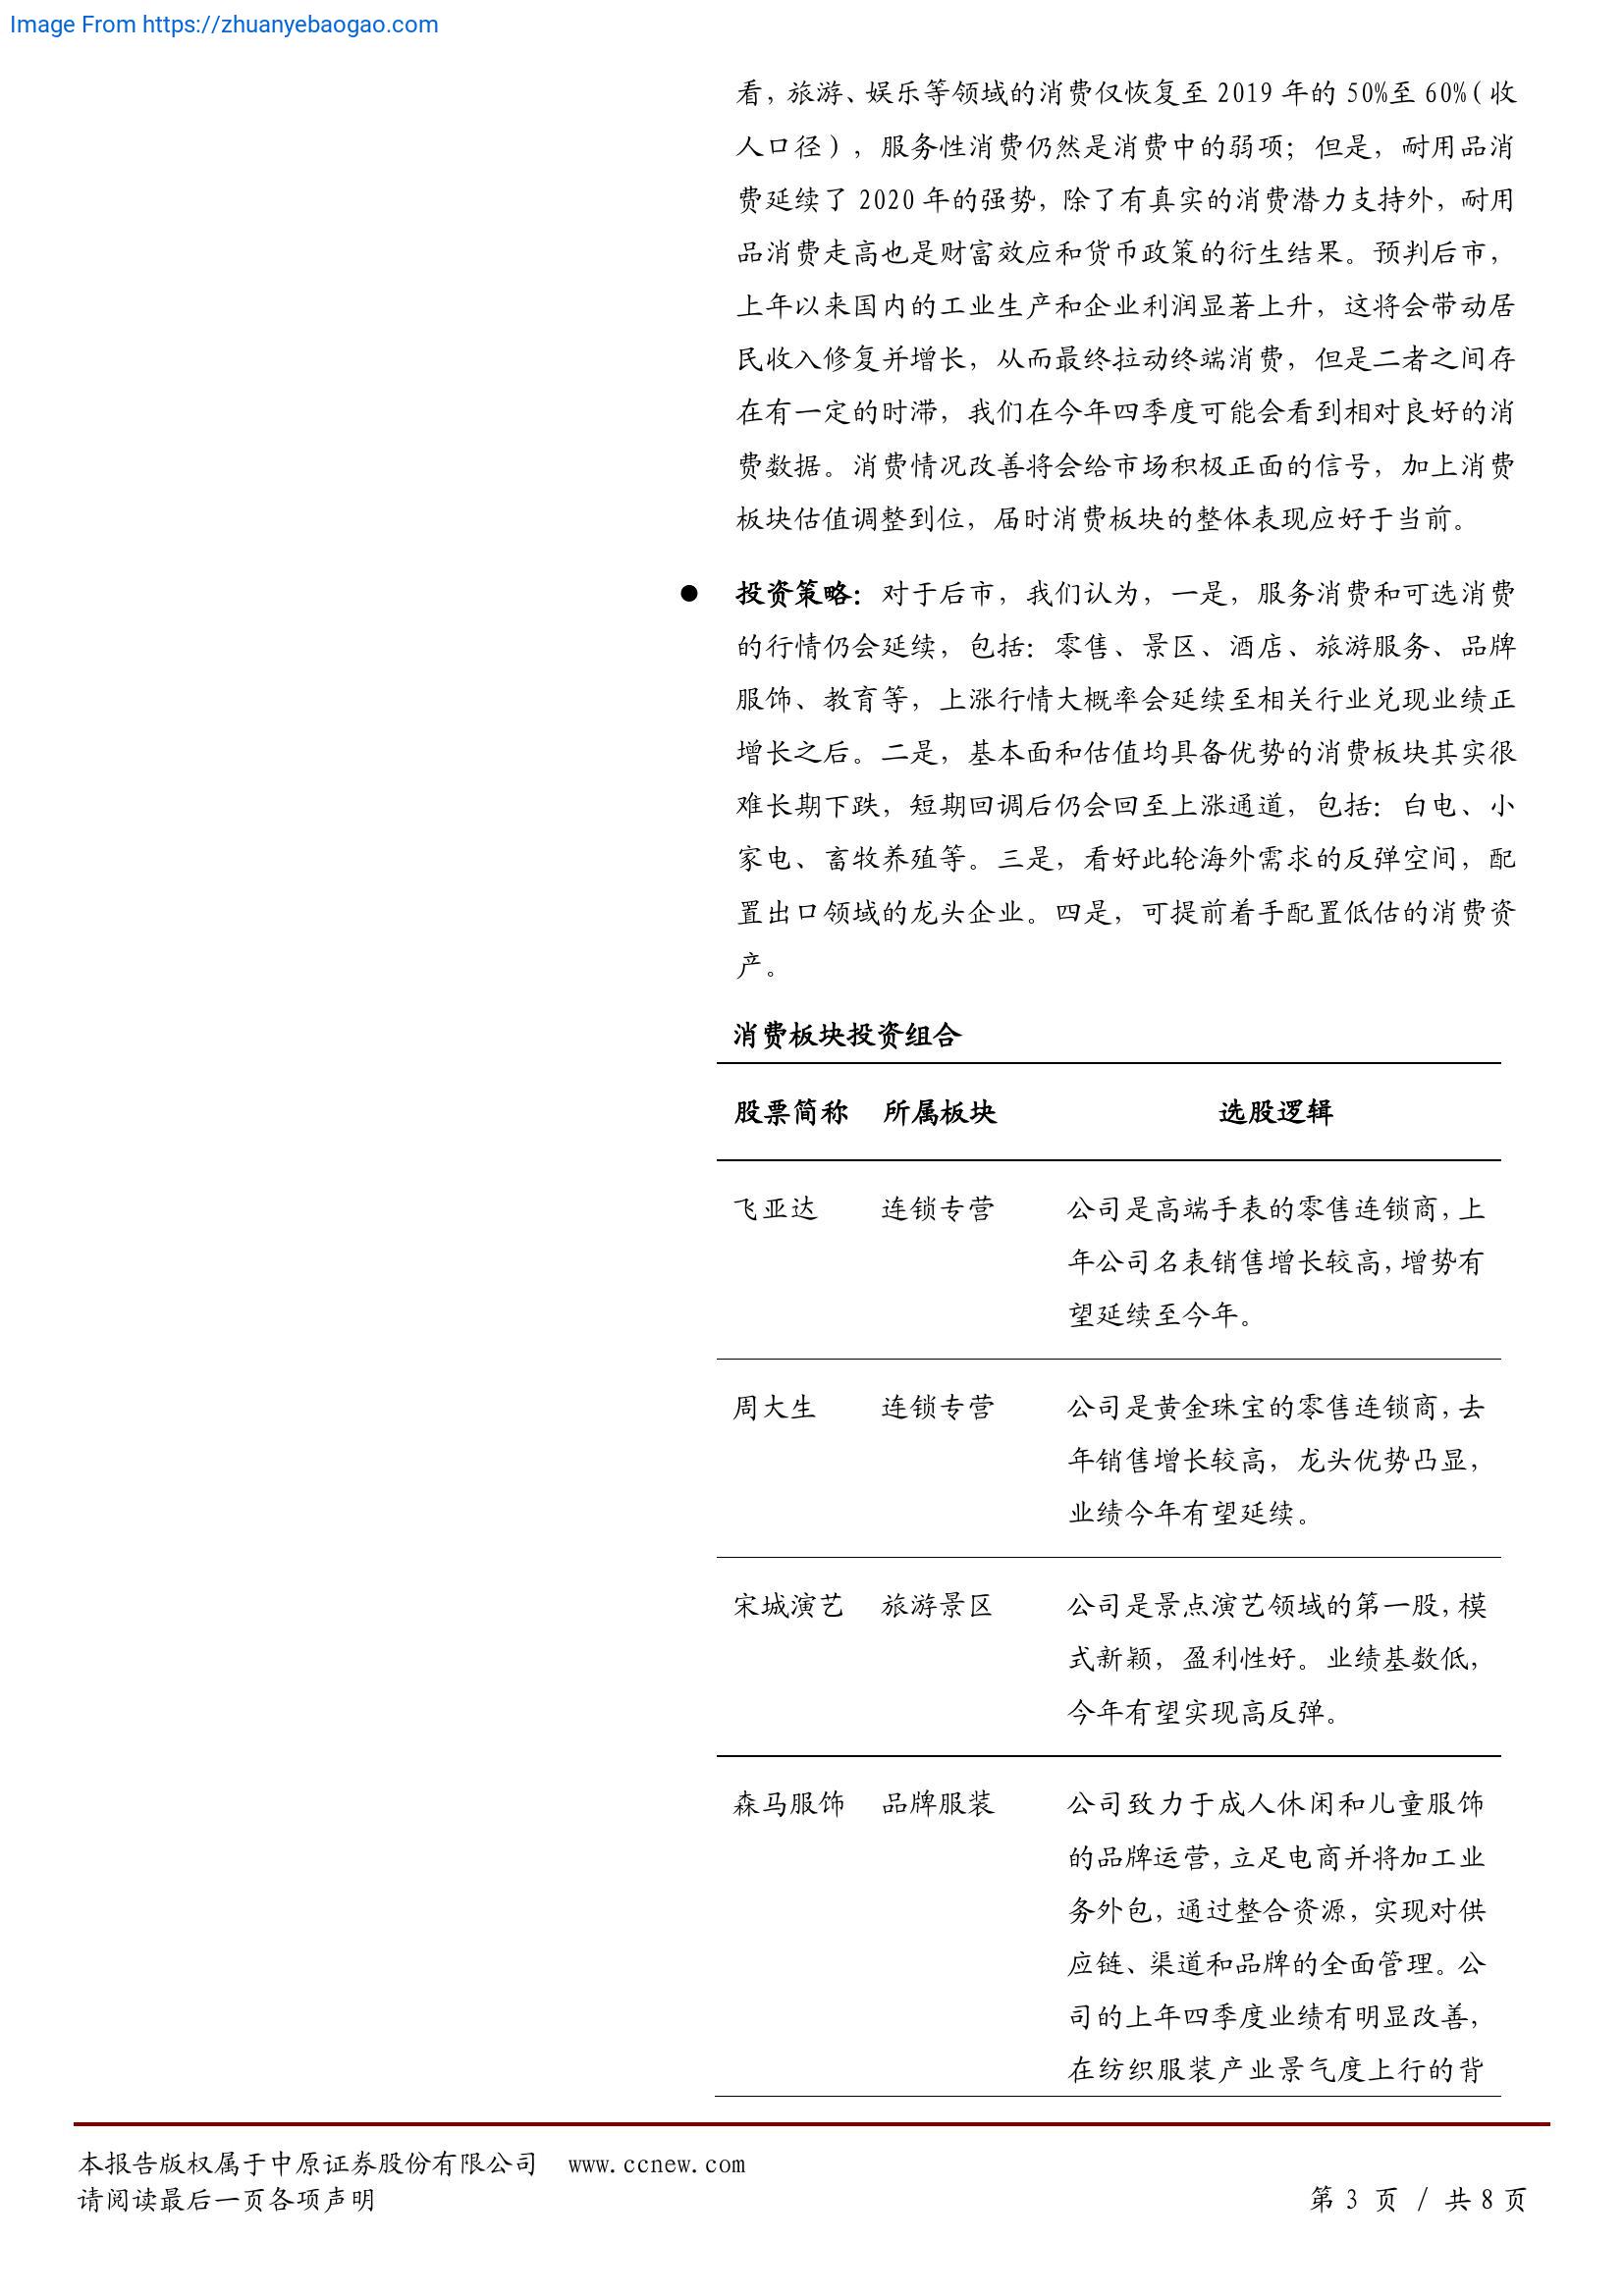 Image From https://zhuanyebaogao.com
看，旅游、娱乐等领域的消费仅恢复至 2019 年的 50%至 60%（收
人口径），服务性消费仍然是消费中的弱项；但是，耐用品消
费延续了 2020 年的强势，除了有真实的消费潜力支持外，耐用
品消费走高也是财富效应和货币政策的衍生结果。预判后市，
上年以来国内的工业生产和企业利润显著上升，这将会带动居
民收入修复并增长，从而最终拉动终端消费，但是二者之间存
在有一定的时滞，我们在今年四季度可能会看到相对良好的消
费数据。消费情况改善将会给市场积极正面的信号，加上消费
板块估值调整到位，届时消费板块的整体表现应好于当前。
● 投资策略：对于后市，我们认为，一是，服务消费和可选消费
的行情仍会延续，包括：零售、景区、酒店、旅游服务、品牌
服饰、教育等，上涨行情大概率会延续至相关行业兑现业绩正
增长之后。二是，基本面和估值均具备优势的消费板块其实很
难长期下跌，短期回调后仍会回至上涨通道，包括：白电、小
家电、畜牧养殖等。三是，看好此轮海外需求的反弹空间，配
置出口领域的龙头企业。四是，可提前着手配置低估的消费资
产。
消费板块投资组合
股票简称 所属板块 选股逻辑
飞亚达 连锁专营 公司是高端手表的零售连锁商，上
年公司名表销售增长较高，增势有
望延续至今年。
周大生 连锁专营 公司是黄金珠宝的零售连锁商，去
年销售增长较高，龙头优势凸显，
业绩今年有望延续。
宋城演艺 旅游景区 公司是景点演艺领域的第一股，模
式新颖，盈利性好。业绩基数低，
今年有望实现高反弹。
森马服饰 品牌服装 公司致力于成人休闲和儿童服饰
的品牌运营，立足电商并将加工业
务外包，通过整合资源，实现对供
应链、渠道和品牌的全面管理。公
司的上年四季度业绩有明显改善，
在纺织服装产业景气度上行的背
本报告版权属于中原证券股份有限公司 www.ccnew.com
请阅读最后一页各项声明 第 3 页 / 共 8 页